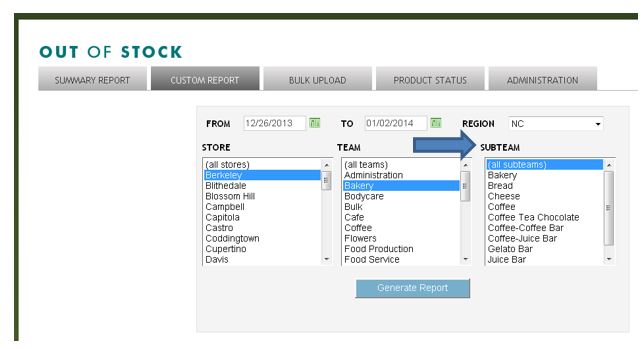 OUT OF STOCK
SUMMARY REPORT CUSTOM REPORT BULK UPLOAD PRODUCT STATUS ADMINISTRATION
FROM 12/26/2013 TO 01/02/2014 REGION NC
STORE TEAM SUBTEAM
(all stores) (all teams) (all subteams)
Berkeley Administration Bakery
Blithedale Bakery Bread
Blossom Hill Bodycare Cheese
Campbell Bulk Coffee
Capitola Cafe Coffee Tea Chocolate
Castro Coffee Coffee-Coffee Bar
Coddingtown Flowers Coffee-Juice Bar
Cupertino Food Production Gelato Bar
Davis Food Service Juice Bar
Generate Report